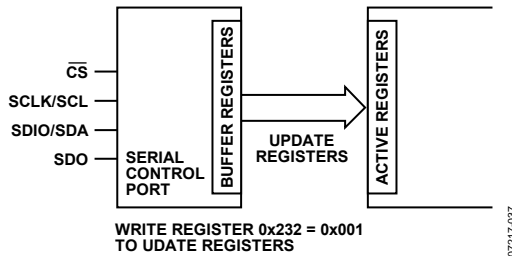 CS
SCLK/SCL
SDIO/SDA
SDO
SERIAL
CONTROL
PORT
BUFFER REGISTERS
UPDATE
REGISTERS
ACTIVE REGISTERS
WRITE REGISTER 0x232 = 0x001
TO UDATE REGISTERS
07217-037